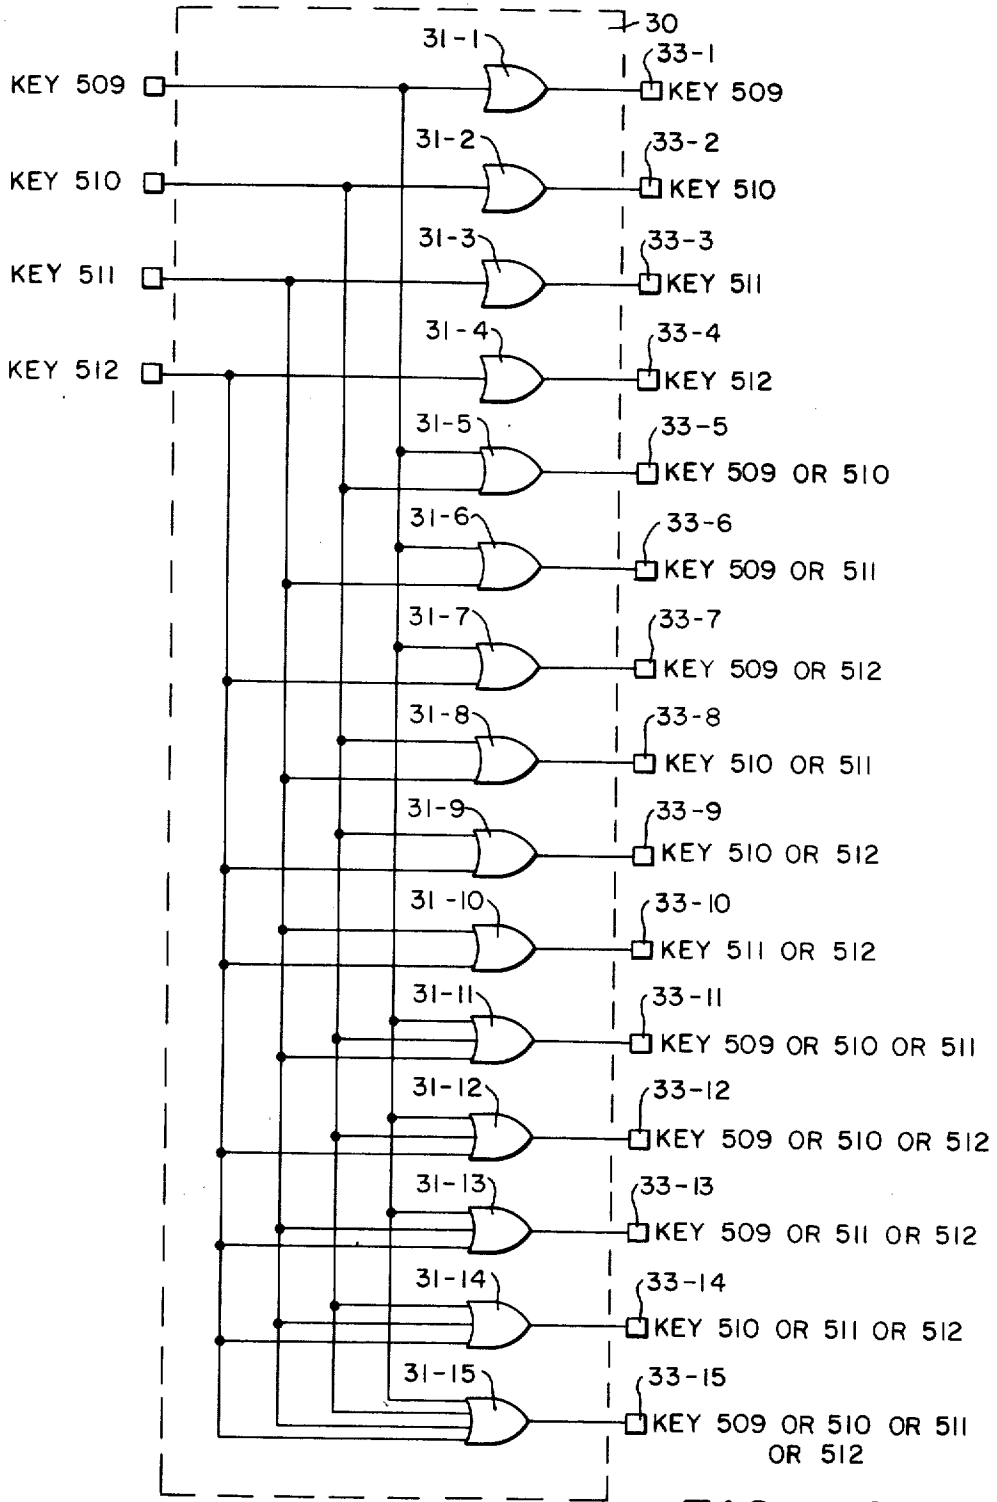 30
31-1
33-1
KEY 509
KEY 509
31-2
33-2
KEY 510
KEY 510
31-3
33-3
KEY 511
KEY 511
31-4
33-4
KEY 512
KEY 512
31-5
33-5
KEY 509 OR 510
31-6
33-6
KEY 509 OR 511
31-7
33-7
KEY 509 OR 512
31-8
33-8
KEY 510 OR 511
31-9
33-9
KEY 510 OR 512
31-10
33-10
KEY 511 OR 512
31-11
33-11
KEY 509 OR 510 OR 511
31-12
33-12
KEY 509 OR 510 OR 512
31-13
33-13
KEY 509 OR 511 OR 512
31-14
33-14
KEY 510 OR 511 OR 512
31-15
33-15
KEY 509 OR 510 OR 511
OR 512